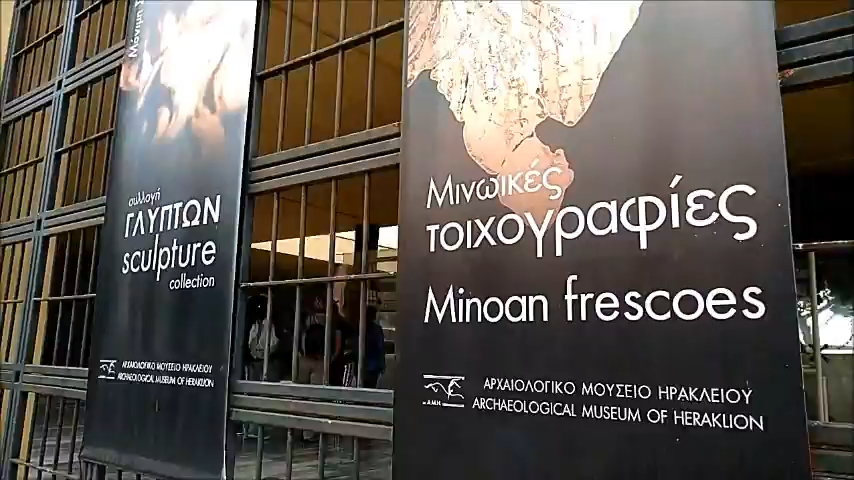 συλλογή
ΓΛΥΠΤΩΝ
sculpture
collection
ΑΡΧΑΙΟΛΟΓΙΚΟ ΜΟΥΣΕΙΟ ΗΡΑΚΛΕΙΟΥ
ARCHAEOLOGICAL MUSEUM OF HERAKLION
Μινωικές
τοιχογραφίες
Minoan frescoes
Α.Μ.Η.
ΑΡΧΑΙΟΛΟΓΙΚΟ ΜΟΥΣΕΙΟ ΗΡΑΚΛΕΙΟΥ
ARCHAEOLOGICAL MUSEUM OF HERAKLION